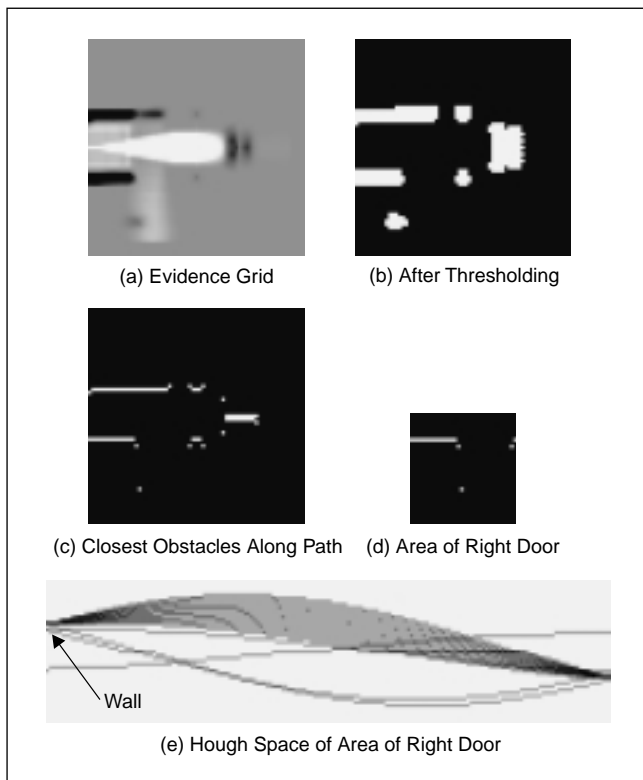 (a) Evidence Grid
(b) After Thresholding
(c) Closest Obstacles Along Path
(d) Area of Right Door
Wall
(e) Hough Space of Area of Right Door